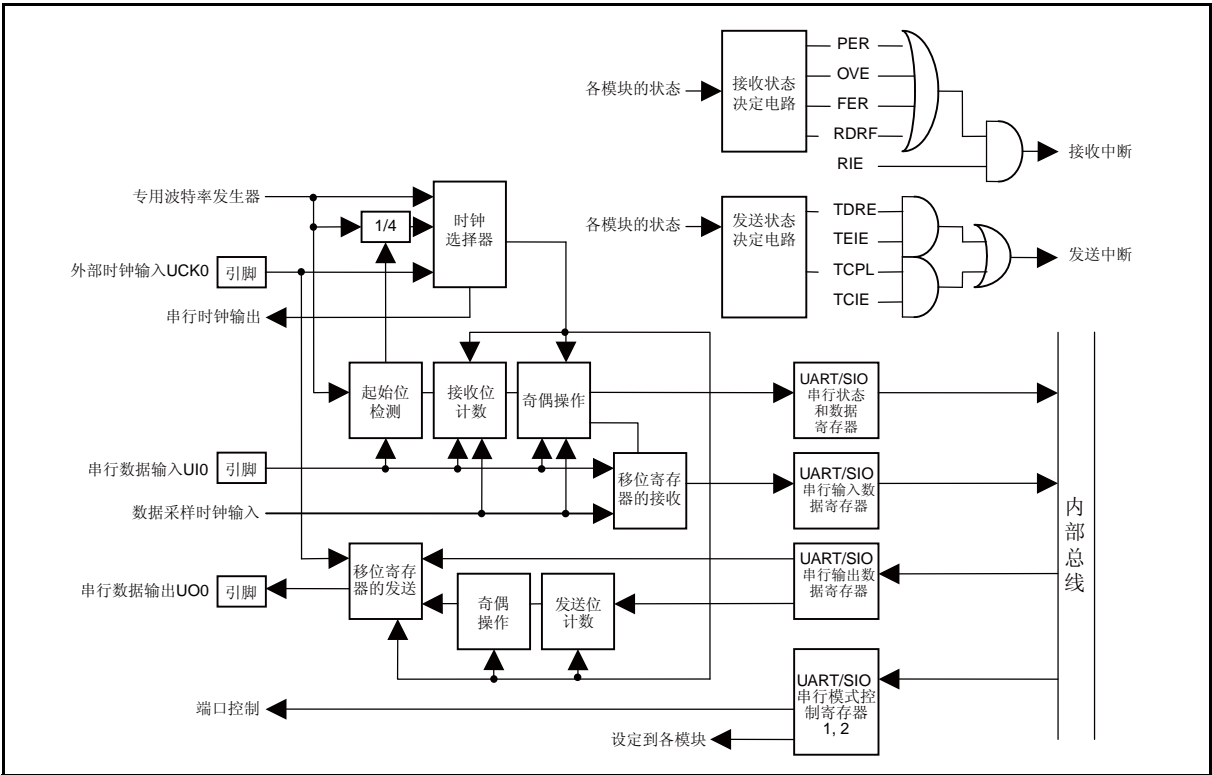 PER
各模块的状态
接收状态
决定电路
OVE
FER
RDRF
RIE
接收中断
专用波特率发生器
1/4
时钟
选择器
各模块的状态
发送状态
决定电路
TDRE
TEIE
TCPL
TCIE
发送中断
外部时钟输入UCK0
引脚
串行时钟输出
起始位
检测
接收位
计数
奇偶操作
UART/SIO
串行状态
和数据
寄存器
串行数据输入UI0
引脚
移位寄存
器的接收
UART/SIO
串行输入数
据寄存器
数据采样时钟输入
内
部
总
线
移位寄存
器的发送
UART/SIO
串行输出数
据寄存器
串行数据输出UO0
引脚
奇偶
操作
发送位
计数
UART/SIO
串行模式控
制寄存器
1, 2
端口控制
设定到各模块